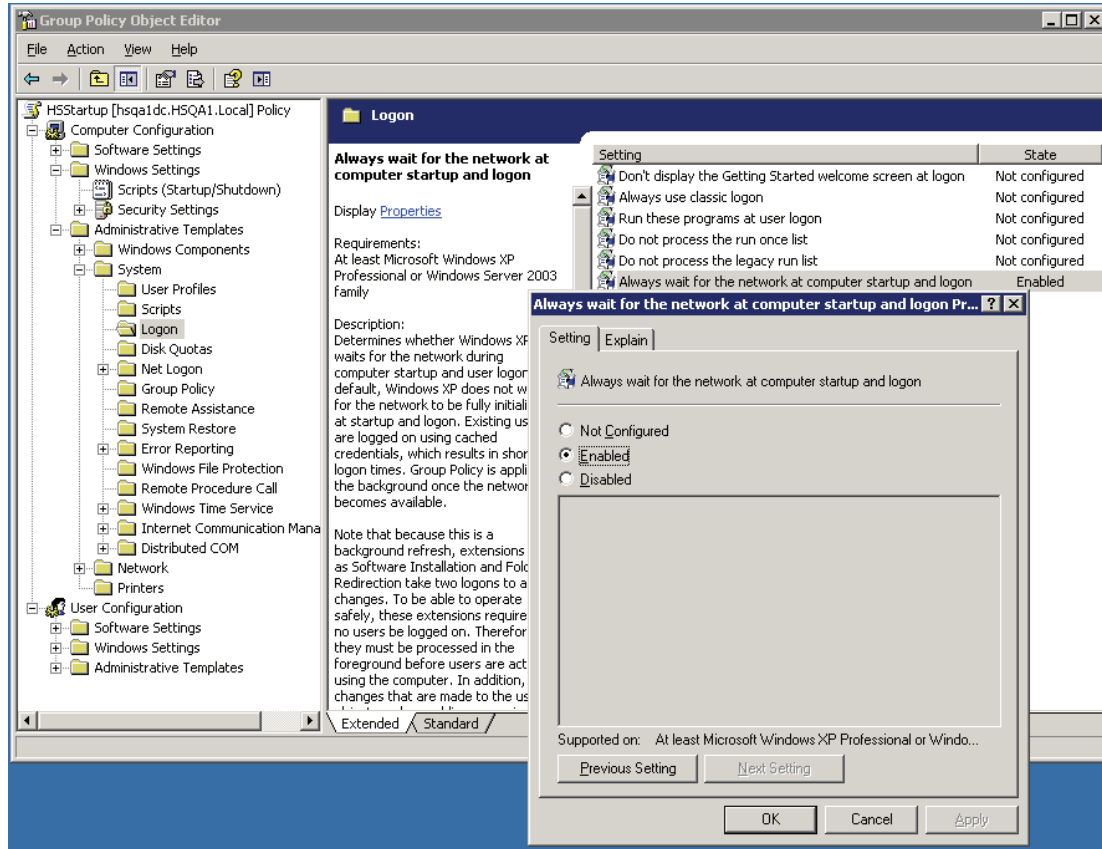 Group Policy Object Editor
File Action View Help
HSStartup [hsqa1dc.HSQA1.Local] Policy
Computer Configuration
Software Settings
Windows Settings
Scripts (Startup/Shutdown)
Security Settings
Administrative Templates
Windows Components
System
User Profiles
Scripts
Logon
Disk Quotas
Net Logon
Group Policy
Remote Assistance
System Restore
Error Reporting
Windows File Protection
Remote Procedure Call
Windows Time Service
Internet Communication Mana
Distributed COM
Network
Printers
User Configuration
Software Settings
Windows Settings
Administrative Templates
Logon
Always wait for the network at
computer startup and logon
Display Properties
Requirements:
At least Microsoft Windows XP
Professional or Windows Server 2003
family
Description:
Determines whether Windows XP
waits for the network during
computer startup and user logon
default, Windows XP does not w
for the network to be fully initiali
at startup and logon. Existing us
are logged on using cached
credentials, which results in shor
logon times. Group Policy is appli
the background once the networ
becomes available.
Note that because this is a
background refresh, extensions
as Software Installation and Fold
Redirection take two logons to a
changes. To be able to operate
safely, these extensions require
no users be logged on. Therefor
they must be processed in the
foreground before users are act
using the computer. In addition,
changes that are made to the us
Extended Standard
Setting State
Don't display the Getting Started welcome screen at logon Not configured
Always use classic logon Not configured
Run these programs at user logon Not configured
Do not process the run once list Not configured
Do not process the legacy run list Not configured
Always wait for the network at computer startup and logon Enabled
Always wait for the network at computer startup and logon Pr...
Setting Explain
Always wait for the network at computer startup and logon
Not Configured
Enabled
Disabled
Supported on: At least Microsoft Windows XP Professional or Windo...
Previous Setting Next Setting
OK Cancel Apply